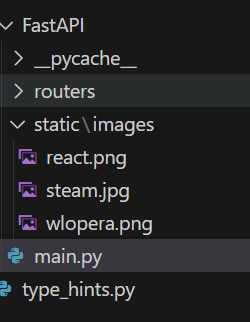 FastAPI
__pycache__
routers
static\images
react.png
steam.jpg
wlopera.png
main.py
type_hints.py